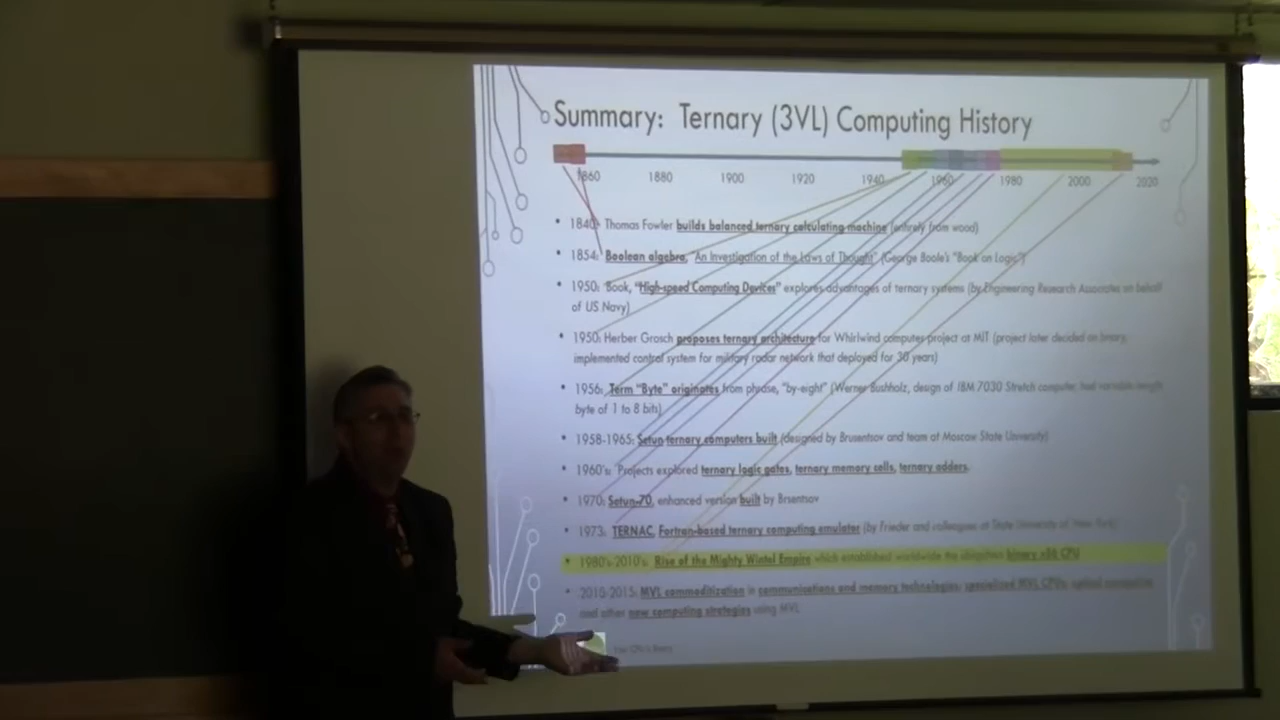 Summary: Ternary (3VL) Computing History
1860 1880 1900 1920 1940 1960 1980 2000 2020
• 1840: Thomas Fowler builds balanced ternary calculating machine (entirely from wood)
• 1854: Boolean algebra, "An Investigation of the Laws of Thought" (George Boole's "Book on Logic")
• 1950: Book, "High-speed Computing Devices" explores advantages of ternary systems (by Engineering Research Associates on behalf
of US Navy)
• 1950: Herber Grosch proposes ternary architecture for Whirlwind computer project at MIT (project later decided on binary,
implemented control system for military radar network that deployed for 30 years)
• 1956: Term "Byte" originates from phrase, "by-eight" (Werner Bushholz, design of IBM 7030 Stretch computer, had variable-length
byte of 1 to 8 bits)
• 1958-1965: Setun ternary computers built (designed by Brusentsov and team at Moscow State University)
• 1960's: Projects explored ternary logic gates, ternary memory cells, ternary adders.
• 1970: Setun-70, enhanced version built by Brsentsov
• 1973: TERNAC, Fortran-based ternary computing emulator (by Frieder and colleagues at State University of New York)
• 1980's-2010's: Rise of the Mighty Wintel Empire which established worldwide the ubiquitous binary x86 CPU
• 2010-2015: MVL commoditization in communications and memory technologies, specialized MVL CPUs, optical computing
and other new computing strategies using MVL